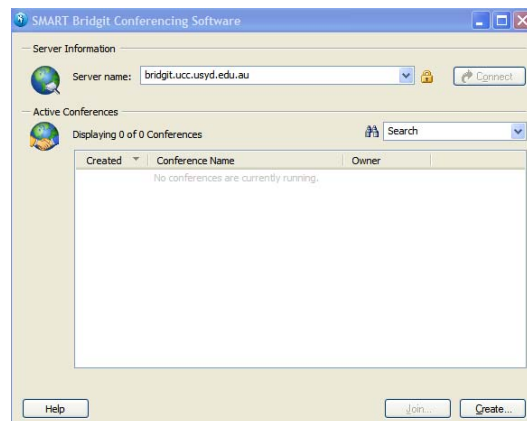 SMART Bridgit Conferencing Software
Server Information
Server name: bridgit.ucc.usyd.edu.au Connect
Active Conferences
Displaying 0 of 0 Conferences Search
Created Conference Name Owner
No conferences are currently running.
Help Join... Create...